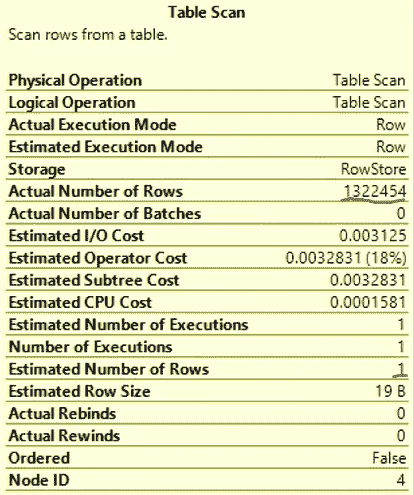 Table Scan
Scan rows from a table.
Physical Operation Table Scan
Logical Operation Table Scan
Actual Execution Mode Row
Estimated Execution Mode Row
Storage RowStore
Actual Number of Rows 1322454
Actual Number of Batches 0
Estimated I/O Cost 0.003125
Estimated Operator Cost 0.0032831 (18%)
Estimated Subtree Cost 0.0032831
Estimated CPU Cost 0.0001581
Estimated Number of Executions 1
Number of Executions 1
Estimated Number of Rows 1
Estimated Row Size 19 B
Actual Rebinds 0
Actual Rewinds 0
Ordered False
Node ID 4